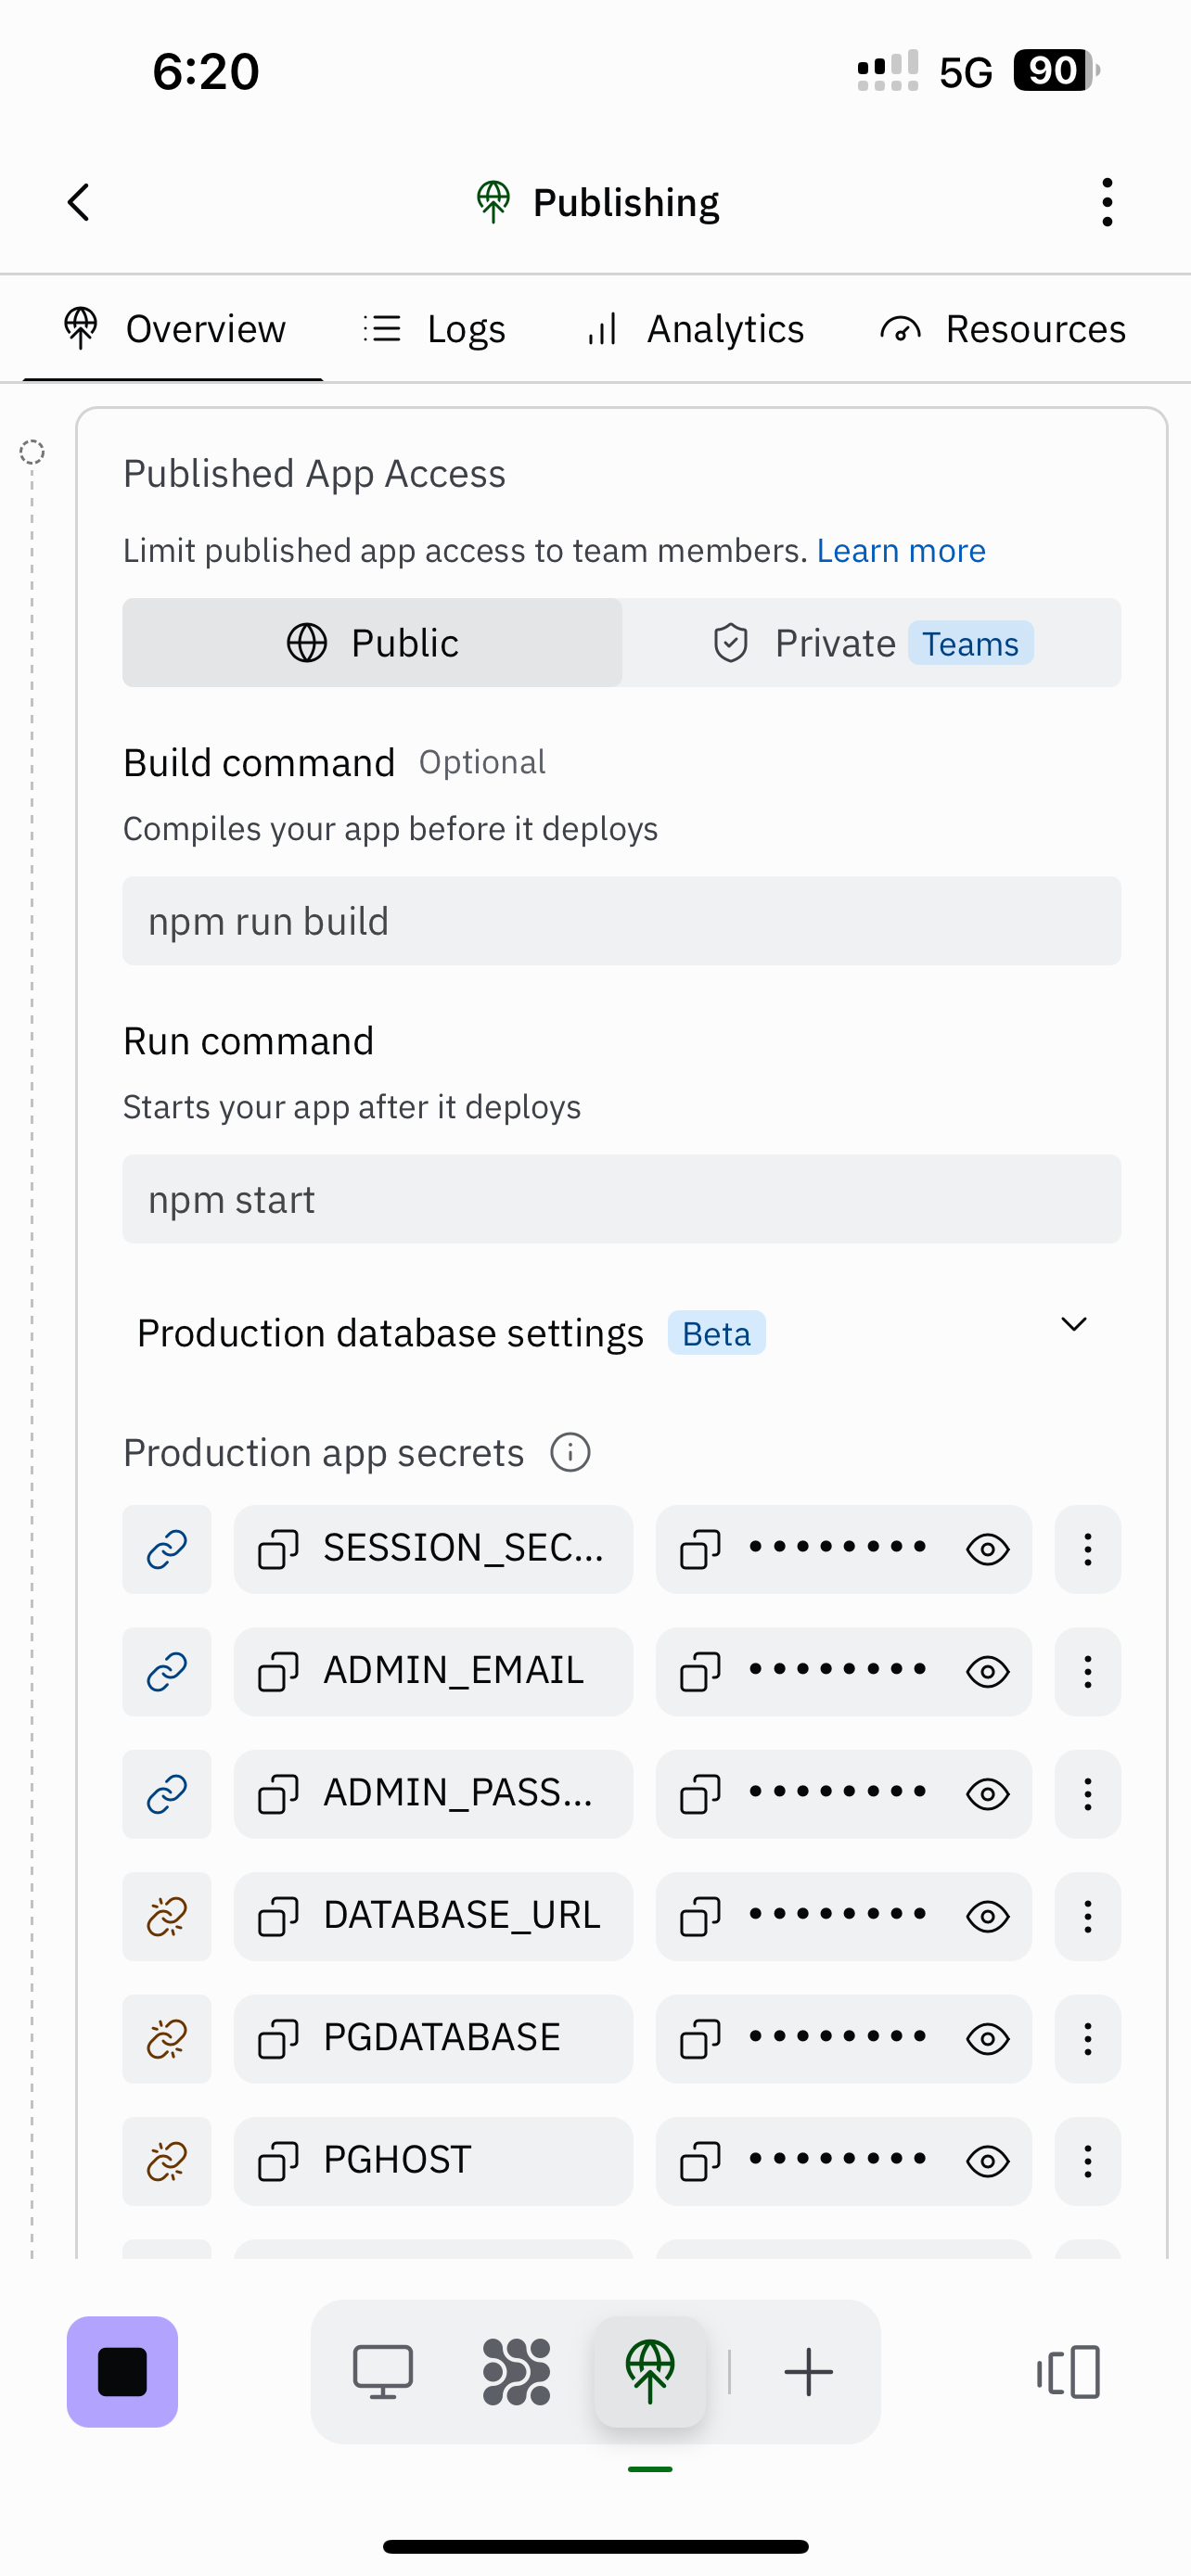 6:20
5G 90
Publishing
Overview Logs Analytics Resources
Published App Access
Limit published app access to team members. Learn more
Public Private Teams
Build command Optional
Compiles your app before it deploys
npm run build
Run command
Starts your app after it deploys
npm start
Production database settings Beta
Production app secrets
SESSION_SEC... ••••••••
ADMIN_EMAIL ••••••••
ADMIN_PASS... ••••••••
DATABASE_URL ••••••••
PGDATABASE ••••••••
PGHOST ••••••••